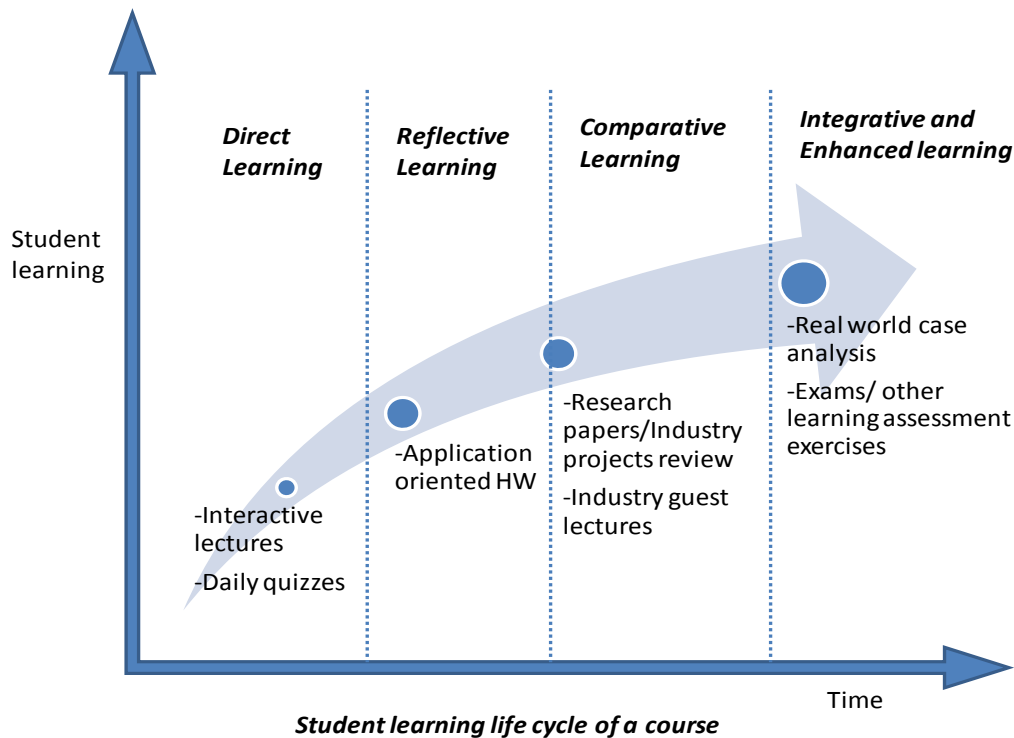 Direct
Learning
Reflective
Learning
Comparative
Learning
Integrative and
Enhanced learning
Student
learning
-Interactive
lectures
-Daily quizzes
-Application
oriented HW
-Research
papers/Industry
projects review
-Industry guest
lectures
-Real world case
analysis
-Exams/ other
learning assessment
exercises
Time
Student learning life cycle of a course